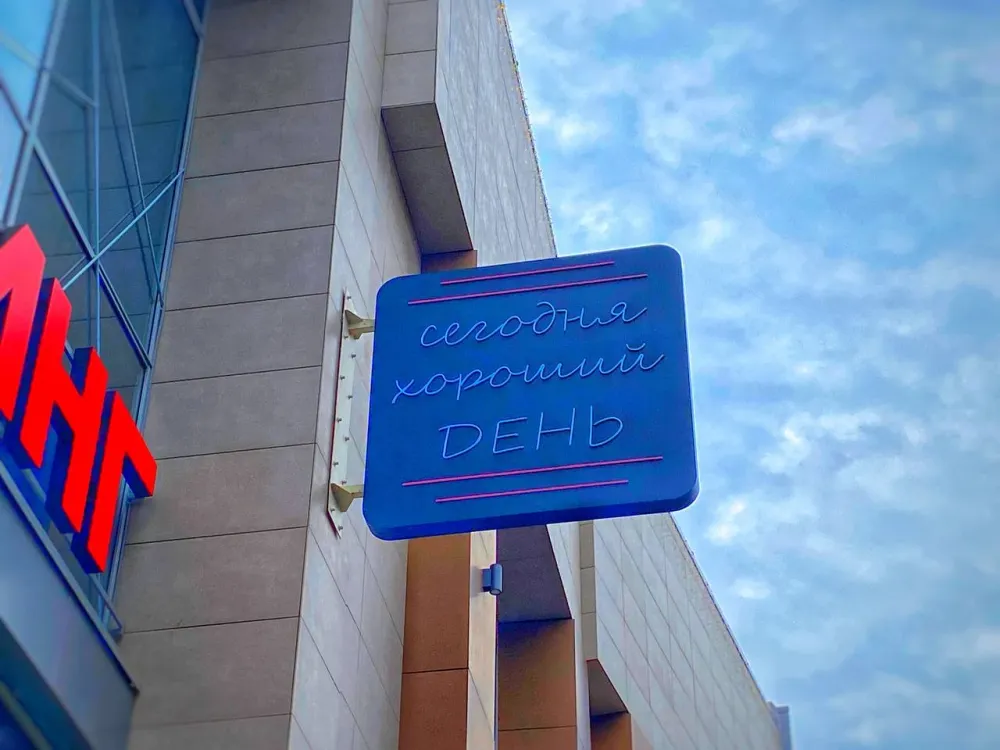 сегодня
хороший
ДЕНЬ